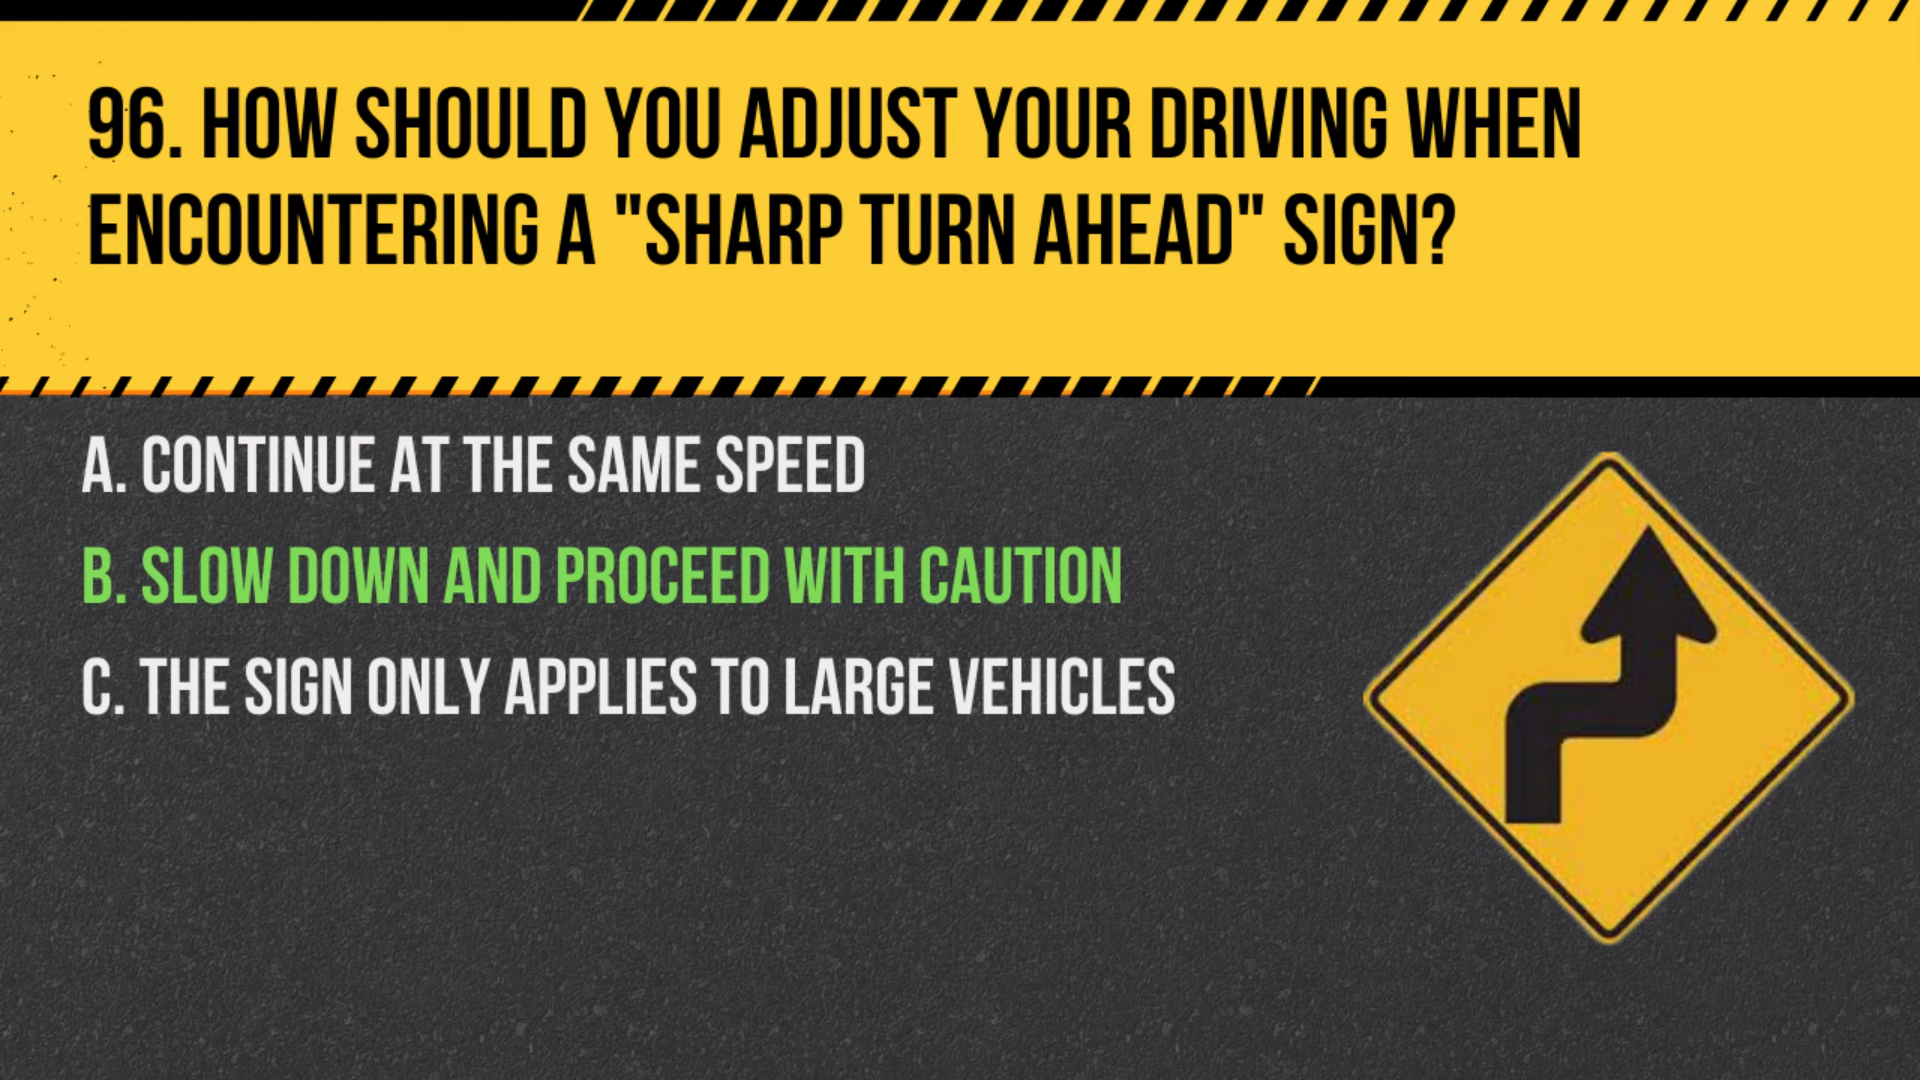 96. HOW SHOULD YOU ADJUST YOUR DRIVING WHEN
ENCOUNTERING A "SHARP TURN AHEAD" SIGN?
A. CONTINUE AT THE SAME SPEED
B. SLOW DOWN AND PROCEED WITH CAUTION
C. THE SIGN ONLY APPLIES TO LARGE VEHICLES